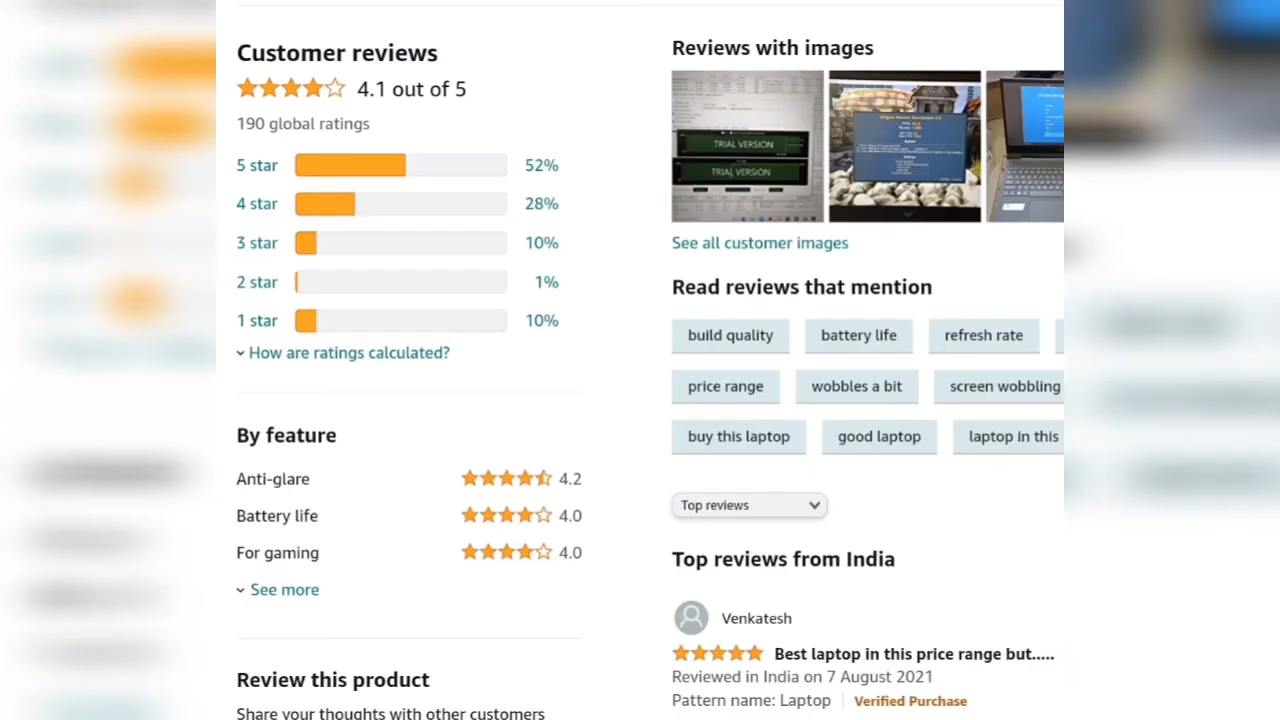 Customer reviews
4.1 out of 5
190 global ratings
5 star 52%
4 star 28%
3 star 10%
2 star 1%
1 star 10%
How are ratings calculated?
By feature
Anti-glare 4.2
Battery life 4.0
For gaming 4.0
See more
Review this product
Share your thoughts with other customers
Reviews with images
TRIAL VERSION
TRIAL VERSION
See all customer images
Read reviews that mention
build quality battery life refresh rate
price range wobbles a bit screen wobbling
buy this laptop good laptop laptop in this
Top reviews
Top reviews from India
Venkatesh
Best laptop in this price range but.....
Reviewed in India on 7 August 2021
Pattern name: Laptop Verified Purchase